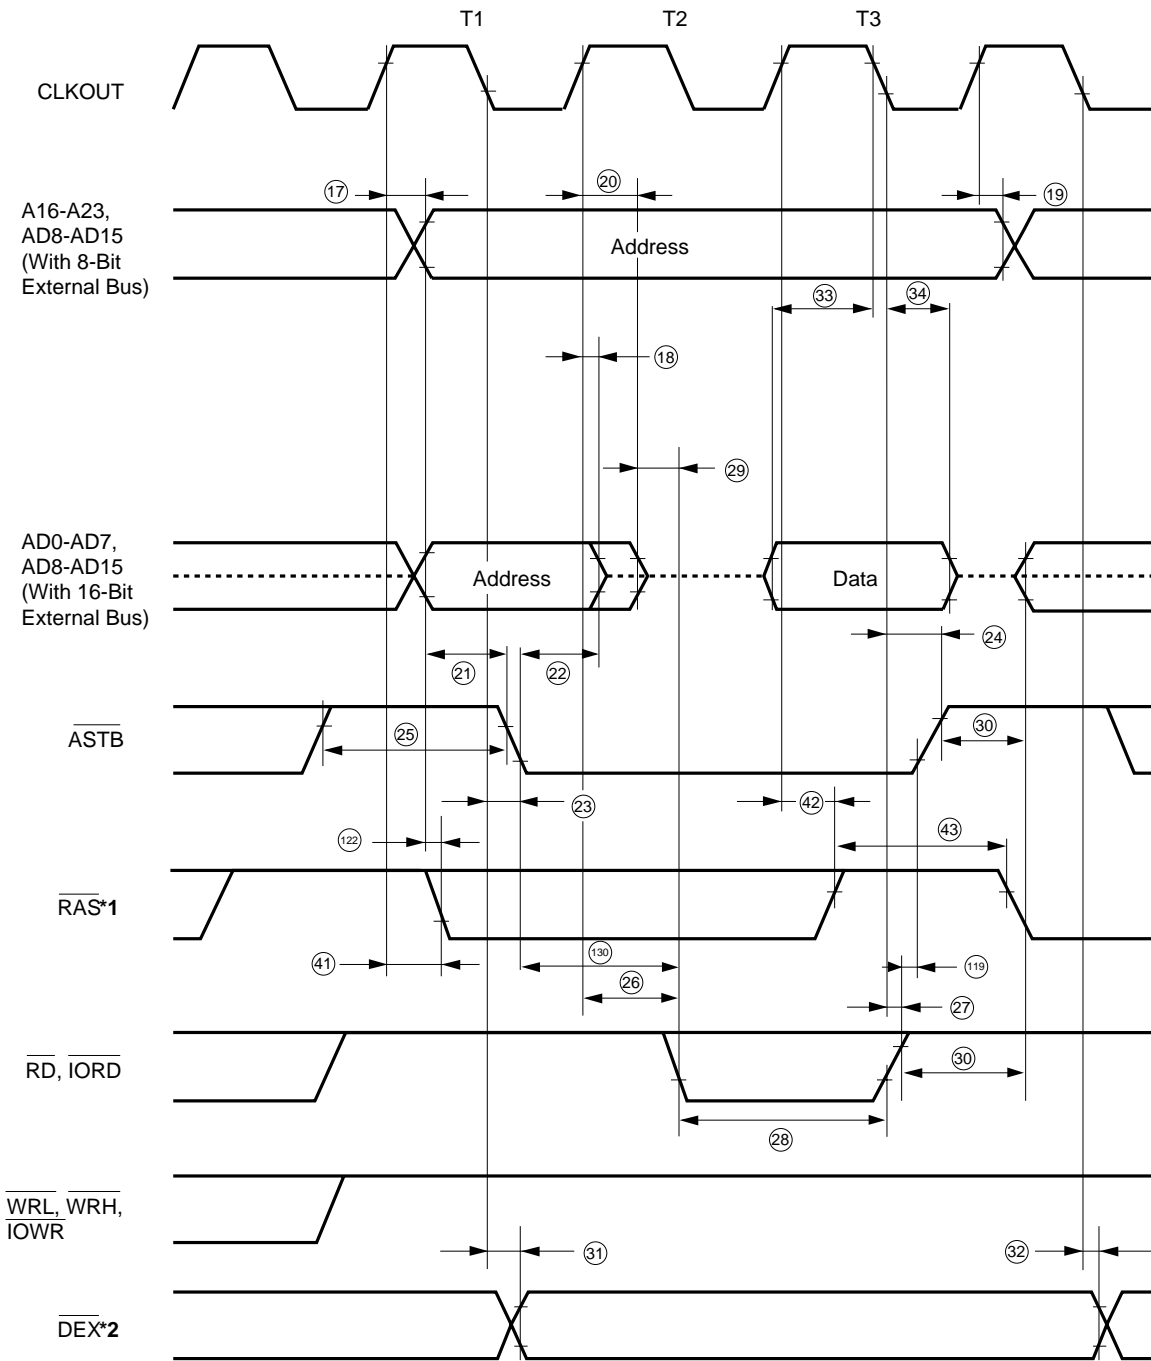 T1 T2 T3
CLKOUT
17 20 19
A16-A23,
AD8-AD15
(With 8-Bit
External Bus)
Address
33 34
18
29
AD0-AD7,
AD8-AD15
(With 16-Bit
External Bus)
Address Data
24
21 22
ASTB
25 30
23 42
122 43
RAS*1
41 130 119
26
27
RD, IORD
30
28
WRL, WRH,
IOWR
31 32
DEX*2